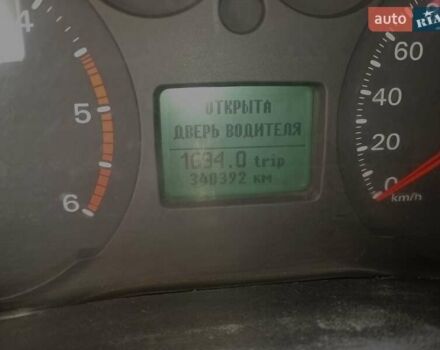 auto RIA
4
5
6
ОТКРЫТА
ДВЕРЬ ВОДИТЕЛЯ
1634.0 trip
340392 км
60
40
20
0
km/h